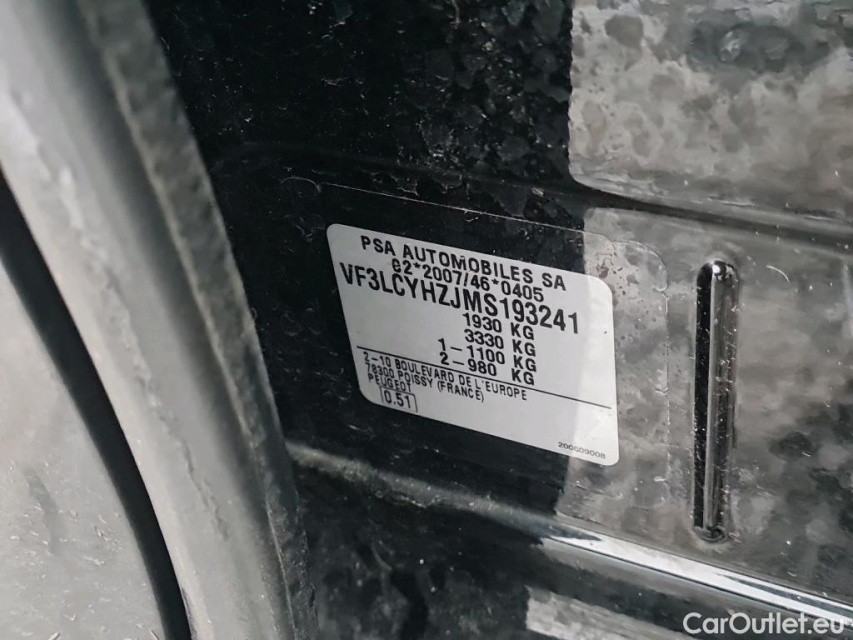 PSA AUTOMOBILES SA
e2*2007/46*0405
VF3LCYHZJMS193241
1930 KG
3330 KG
1-1100 KG
2-980 KG
2-10 BOULEVARD DE L'EUROPE
78300 POISSY (FRANCE)
PEUGEOT
(0.51)
206609008
CarOutlet.eu